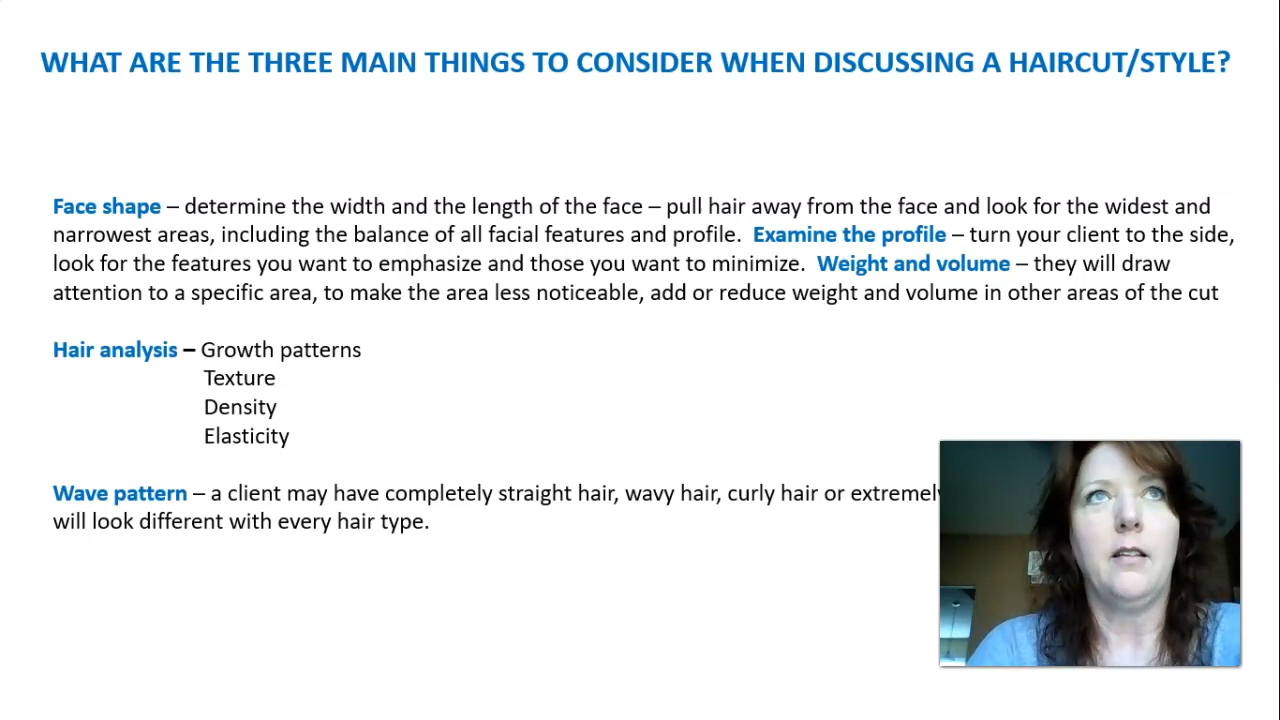 WHAT ARE THE THREE MAIN THINGS TO CONSIDER WHEN DISCUSSING A HAIRCUT/STYLE?
Face shape – determine the width and the length of the face – pull hair away from the face and look for the widest and
narrowest areas, including the balance of all facial features and profile.  Examine the profile – turn your client to the side,
look for the features you want to emphasize and those you want to minimize.  Weight and volume – they will draw
attention to a specific area, to make the area less noticeable, add or reduce weight and volume in other areas of the cut
Hair analysis – Growth patterns
Texture
Density
Elasticity
Wave pattern – a client may have completely straight hair, wavy hair, curly hair or extremely
will look different with every hair type.